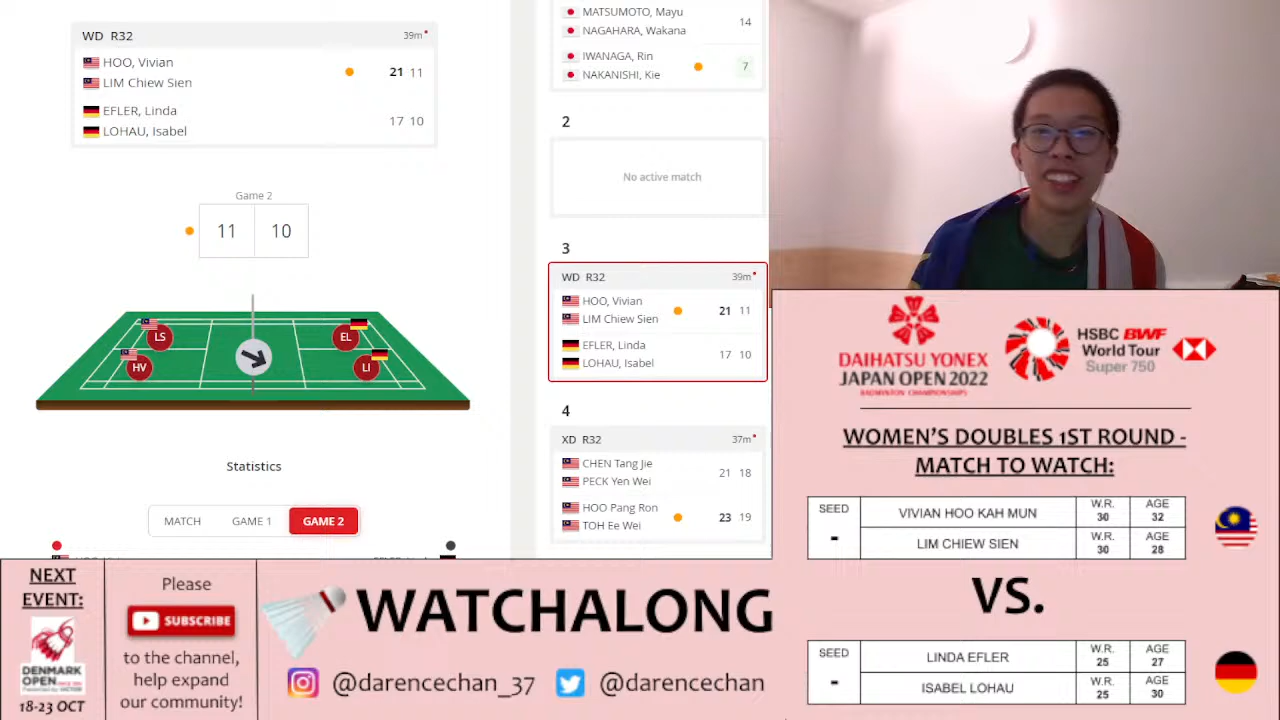 WD R32 39m
HOO, Vivian
LIM Chiew Sien
21 11
EFLER, Linda
LOHAU, Isabel
17 10
Game 2
11 10
LS
HV
EL
LI
Statistics
MATCH GAME 1 GAME 2
MATSUMOTO, Mayu
NAGAHARA, Wakana
14
IWANAGA, Rin
NAKANISHI, Kie
7
2
No active match
3
WD R32 39m
HOO, Vivian
LIM Chiew Sien
21 11
EFLER, Linda
LOHAU, Isabel
17 10
4
XD R32 37m
CHEN Tang Jie
PECK Yen Wei
21 18
HOO Pang Ron
TOH Ee Wei
23 19
DAIHATSU YONEX
JAPAN OPEN 2022
BADMINTON CHAMPIONSHIPS
HSBC BWF
World Tour
Super 750
WOMEN'S DOUBLES 1ST ROUND -
MATCH TO WATCH:
SEED
-
VIVIAN HOO KAH MUN
W.R.
30
AGE
32
LIM CHIEW SIEN
W.R.
30
AGE
28
VS.
SEED
-
LINDA EFLER
W.R.
25
AGE
27
ISABEL LOHAU
W.R.
25
AGE
30
NEXT
EVENT:
DENMARK
OPEN
18-23 OCT
Please
SUBSCRIBE
to the channel,
help expand
our community!
WATCHALONG
@darencechan_37
@darencechan